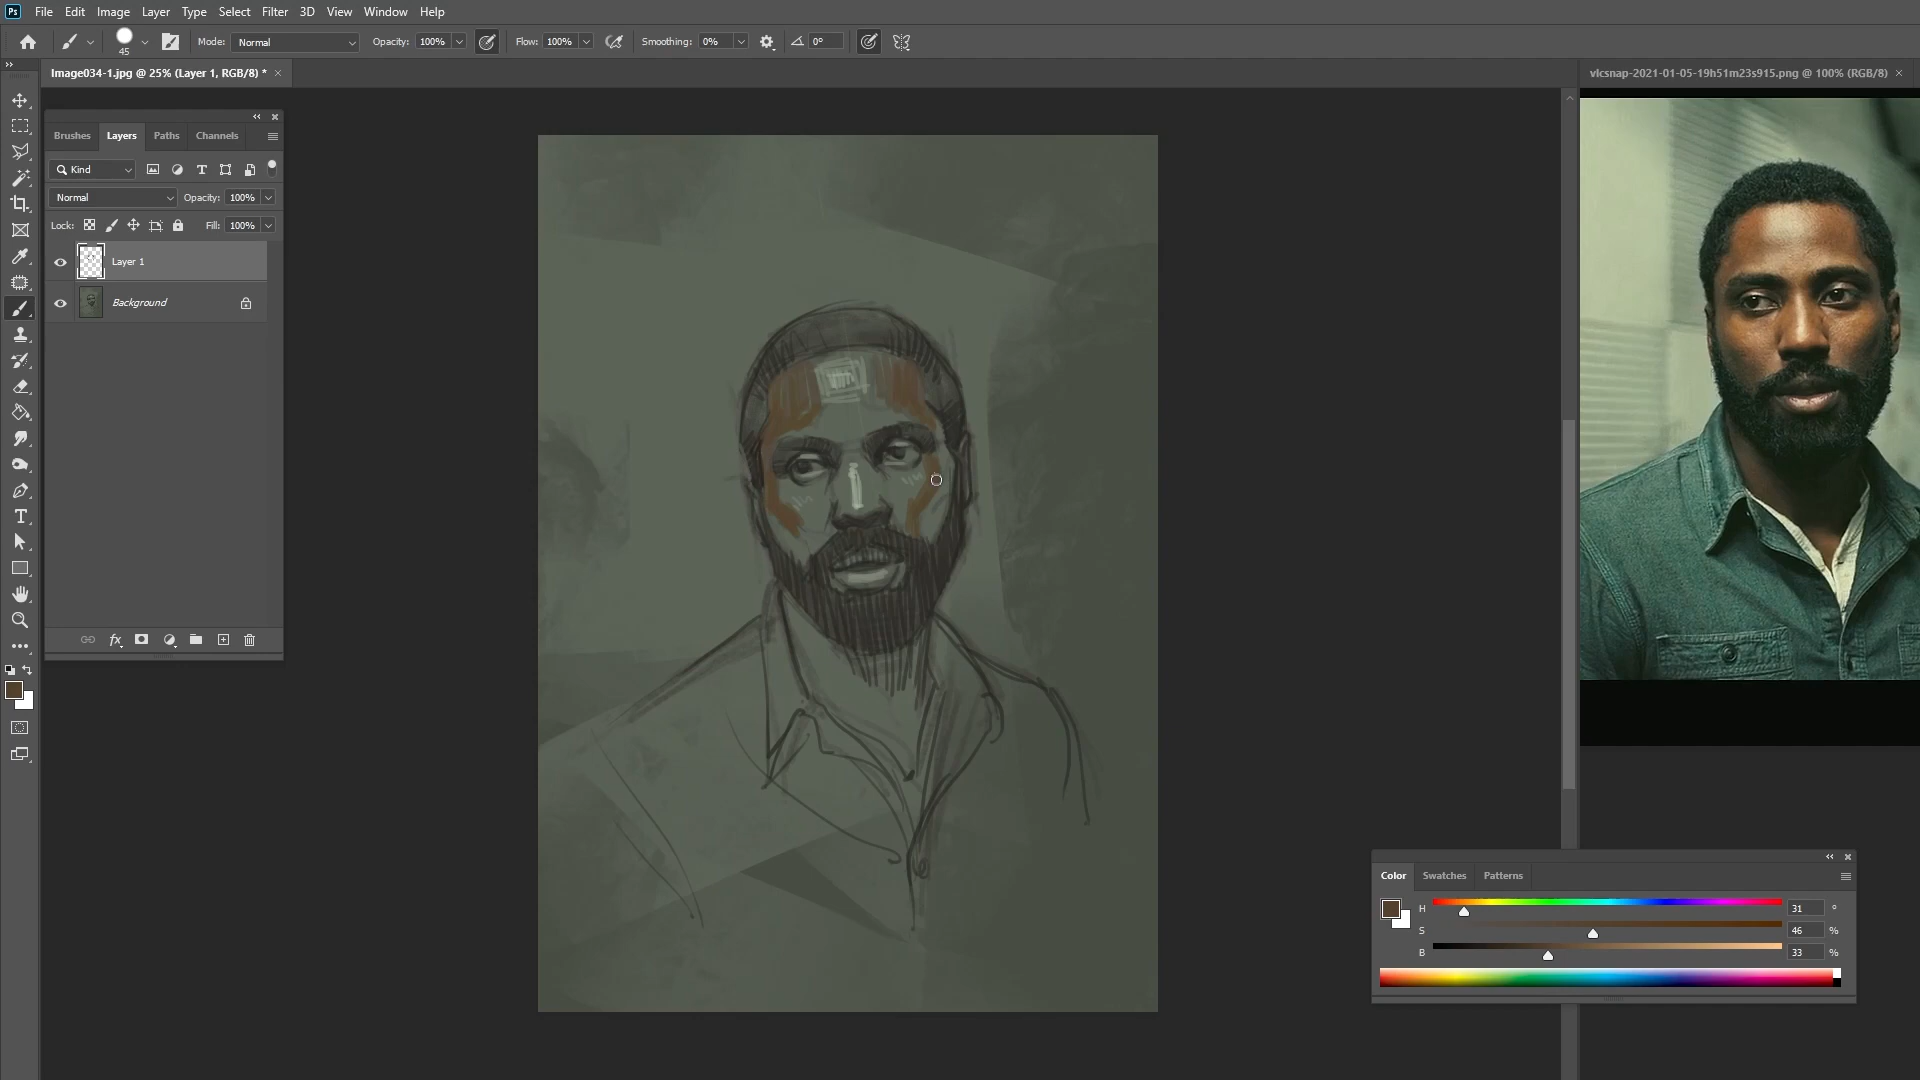 Ps File Edit Image Layer Type Select Filter 3D View Window Help
45 Mode: Normal Opacity: 100% Flow: 100% Smoothing: 0% 0°
Image034-1.jpg @ 25% (Layer 1, RGB/8) *
vlcsnap-2021-01-05-19h51m23s915.png @ 100% (RGB/8)
Brushes Layers Paths Channels
Kind
Normal Opacity: 100%
Lock: Fill: 100%
Layer 1
Background
fx
Color Swatches Patterns
H 31 °
S 46 %
B 33 %